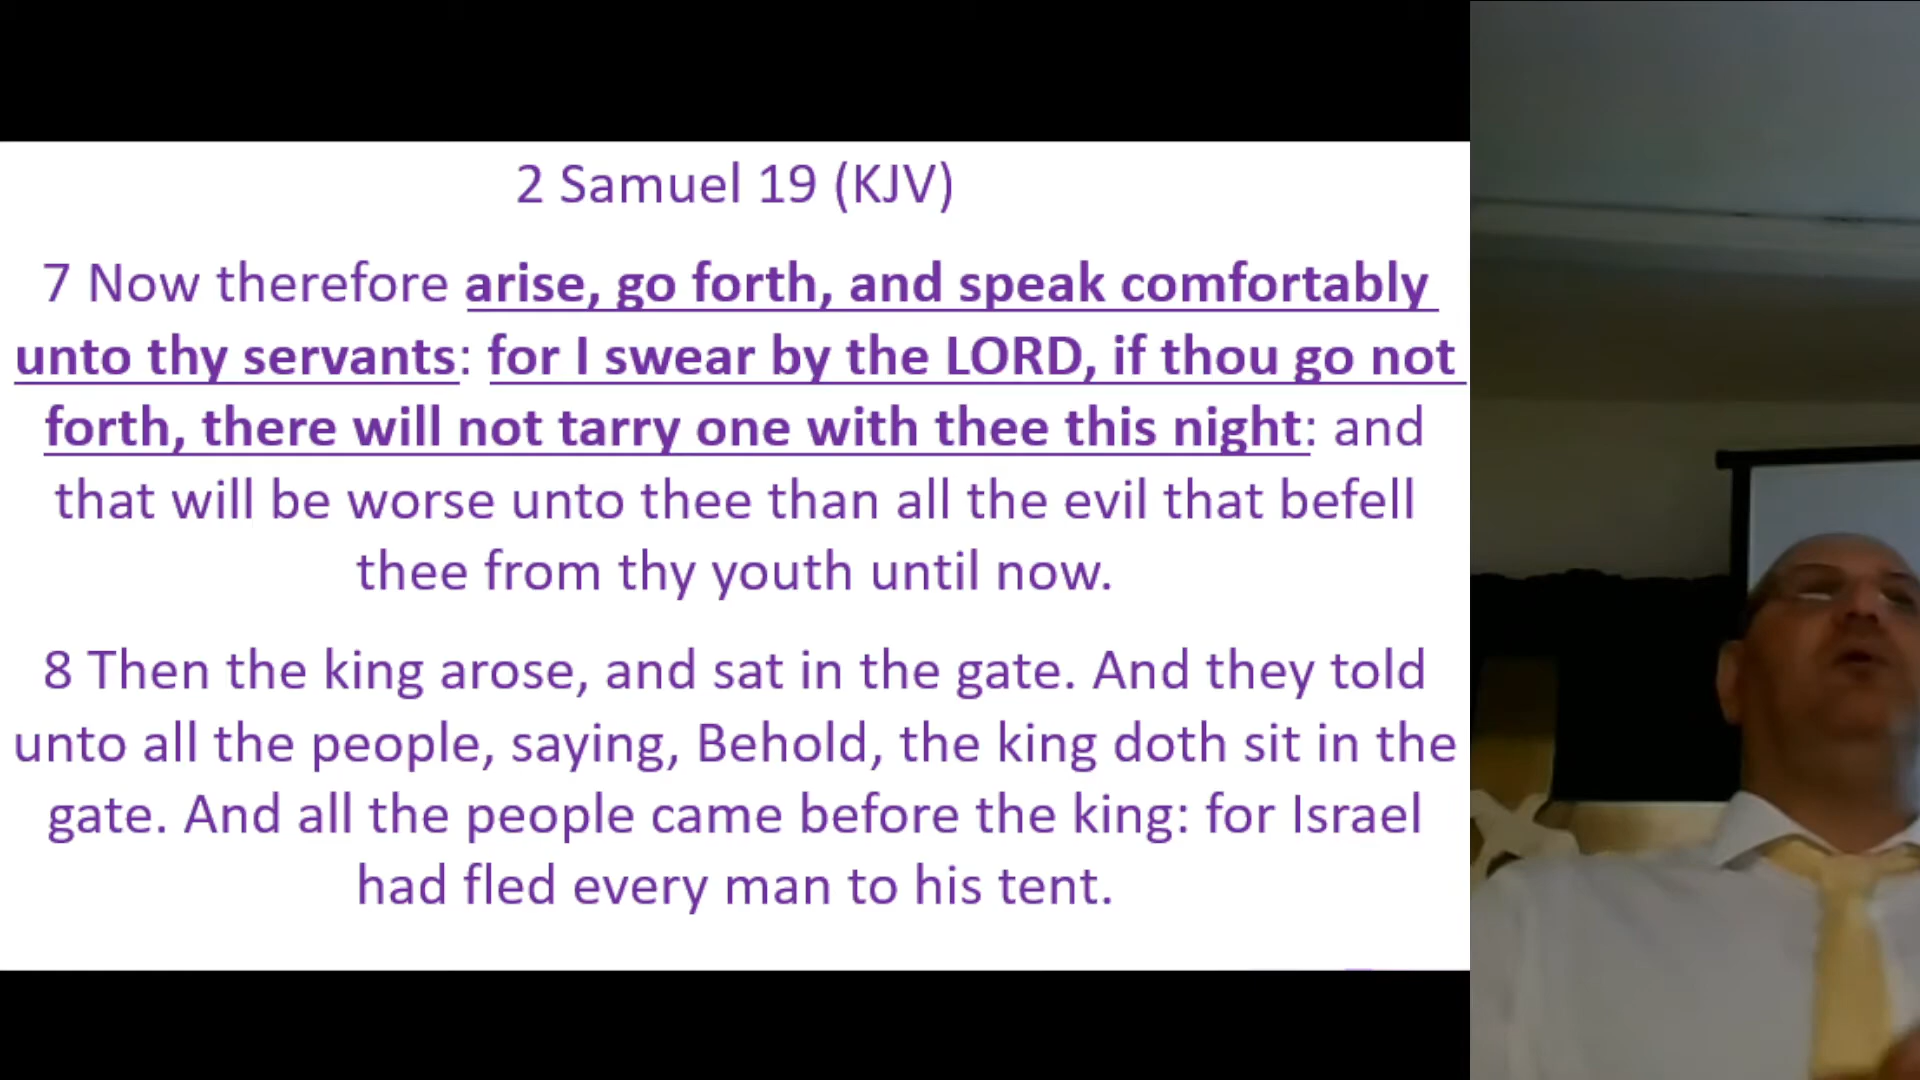 2 Samuel 19 (KJV)
7 Now therefore arise, go forth, and speak comfortably
unto thy servants: for I swear by the LORD, if thou go not
forth, there will not tarry one with thee this night: and
that will be worse unto thee than all the evil that befell
thee from thy youth until now.
8 Then the king arose, and sat in the gate. And they told
unto all the people, saying, Behold, the king doth sit in the
gate. And all the people came before the king: for Israel
had fled every man to his tent.